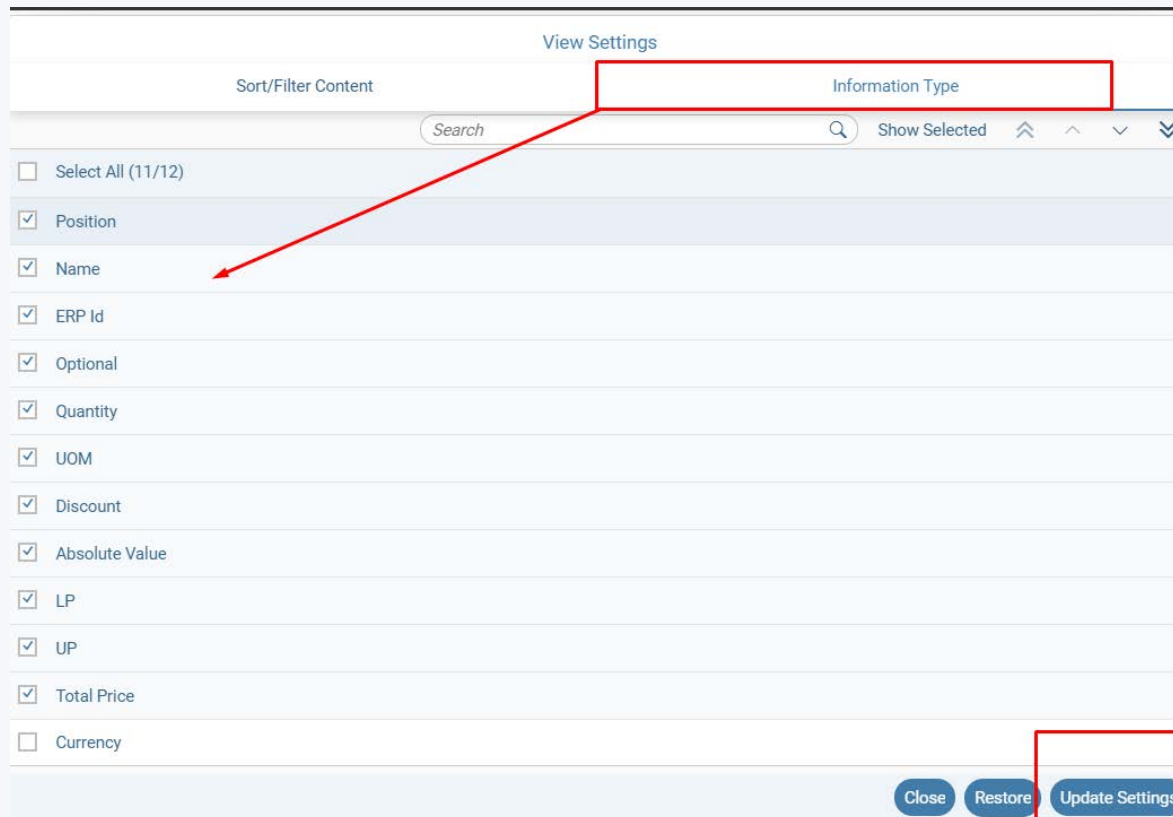 View Settings
Sort/Filter Content Information Type
Search Show Selected
Select All (11/12)
Position
Name
ERP Id
Optional
Quantity
UOM
Discount
Absolute Value
LP
UP
Total Price
Currency
Close Restore Update Settings